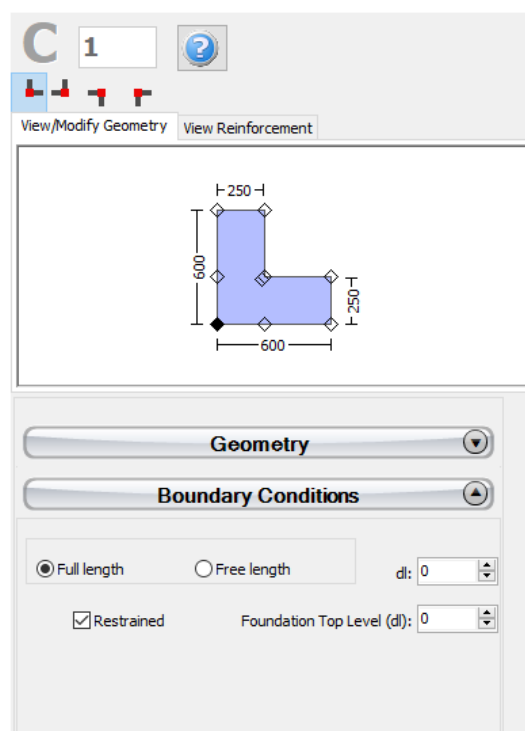 C 1
View/Modify Geometry View Reinforcement
250
600
250
600
Geometry
Boundary Conditions
Full length Free length dl: 0
Restrained Foundation Top Level (dl): 0